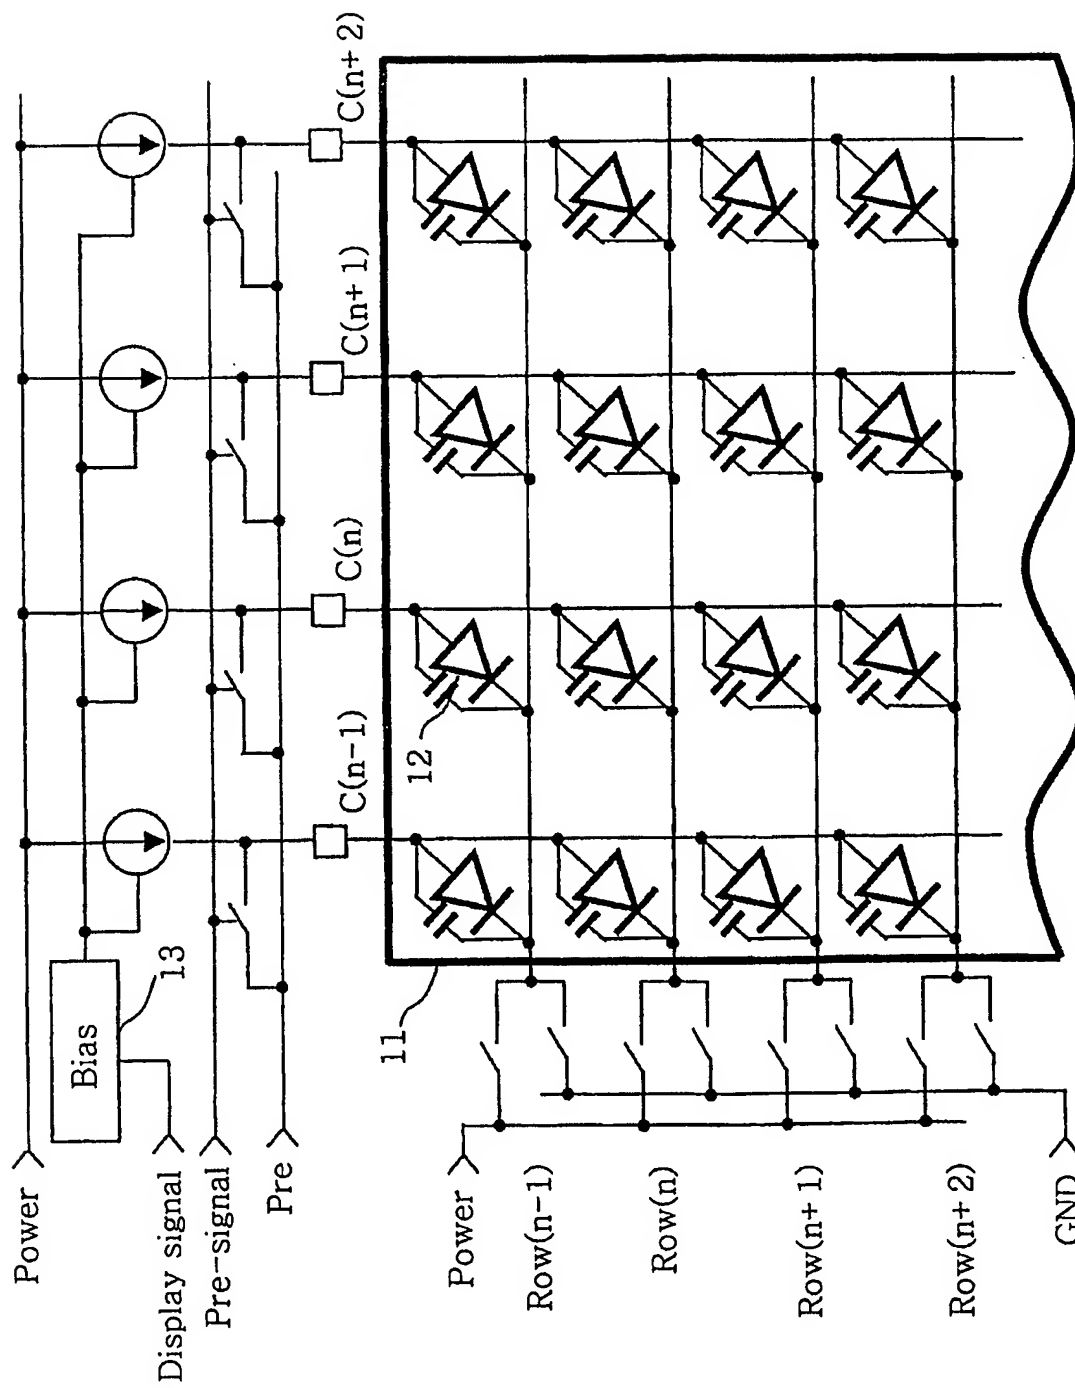 Power
Bias
13
Display signal
Pre-signal
Pre
C(n-1)
C(n)
C(n+1)
C(n+2)
11
12
Power
Row(n-1)
Row(n)
Row(n+1)
Row(n+2)
GND